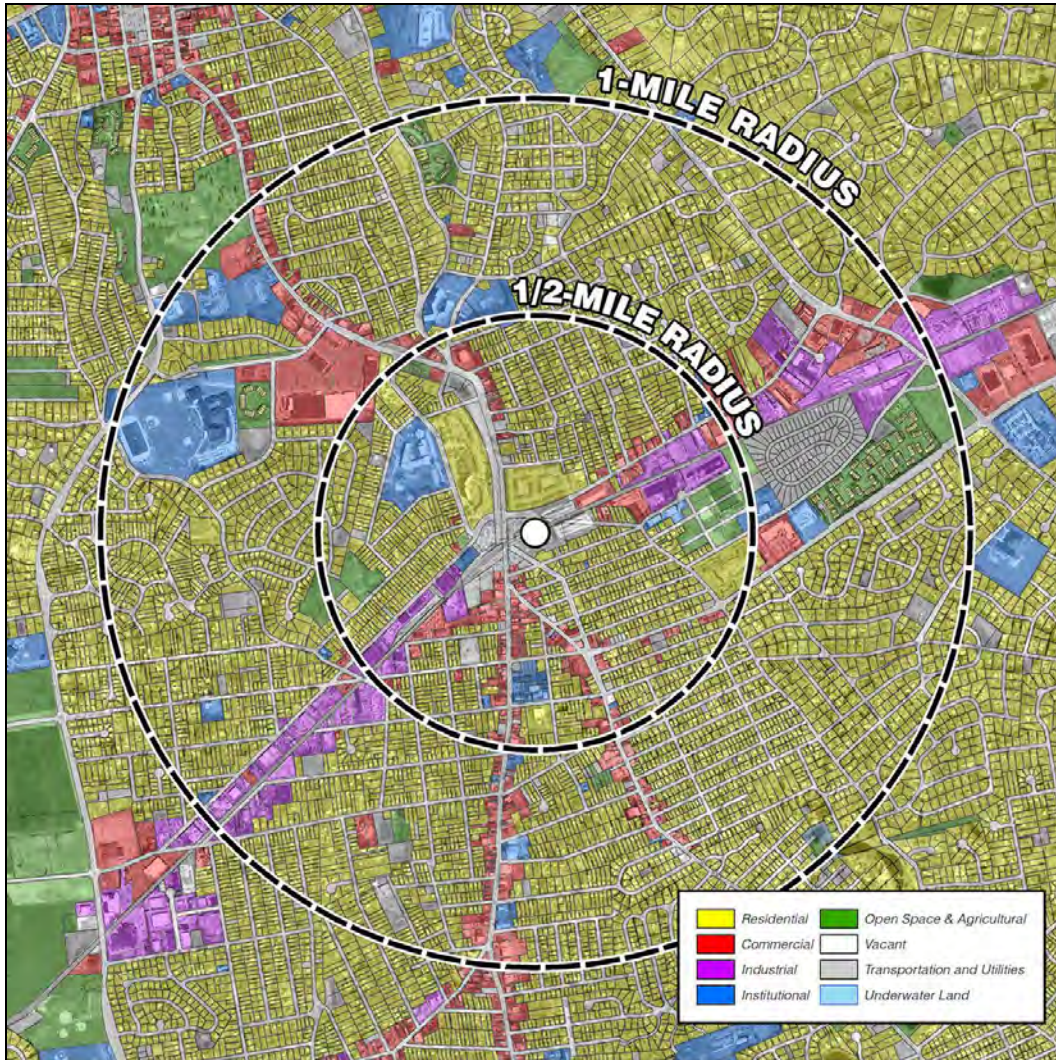 1-MILE RADIUS
1/2-MILE RADIUS
Residential
Commercial
Industrial
Institutional
Open Space & Agricultural
Vacant
Transportation and Utilities
Underwater Land